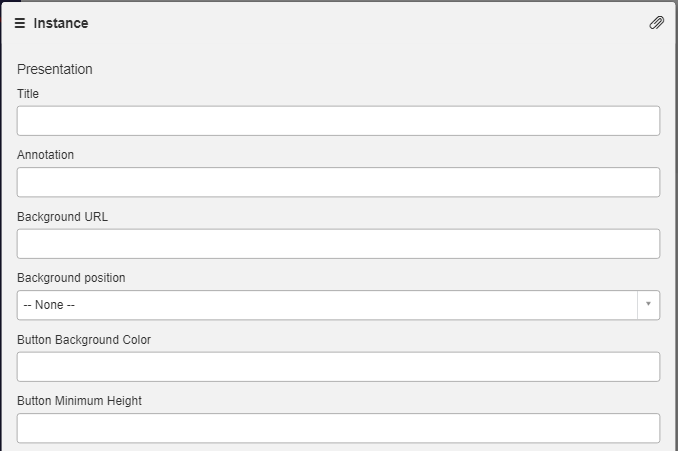 Instance
Presentation
Title
Annotation
Background URL
Background position
-- None --
Button Background Color
Button Minimum Height